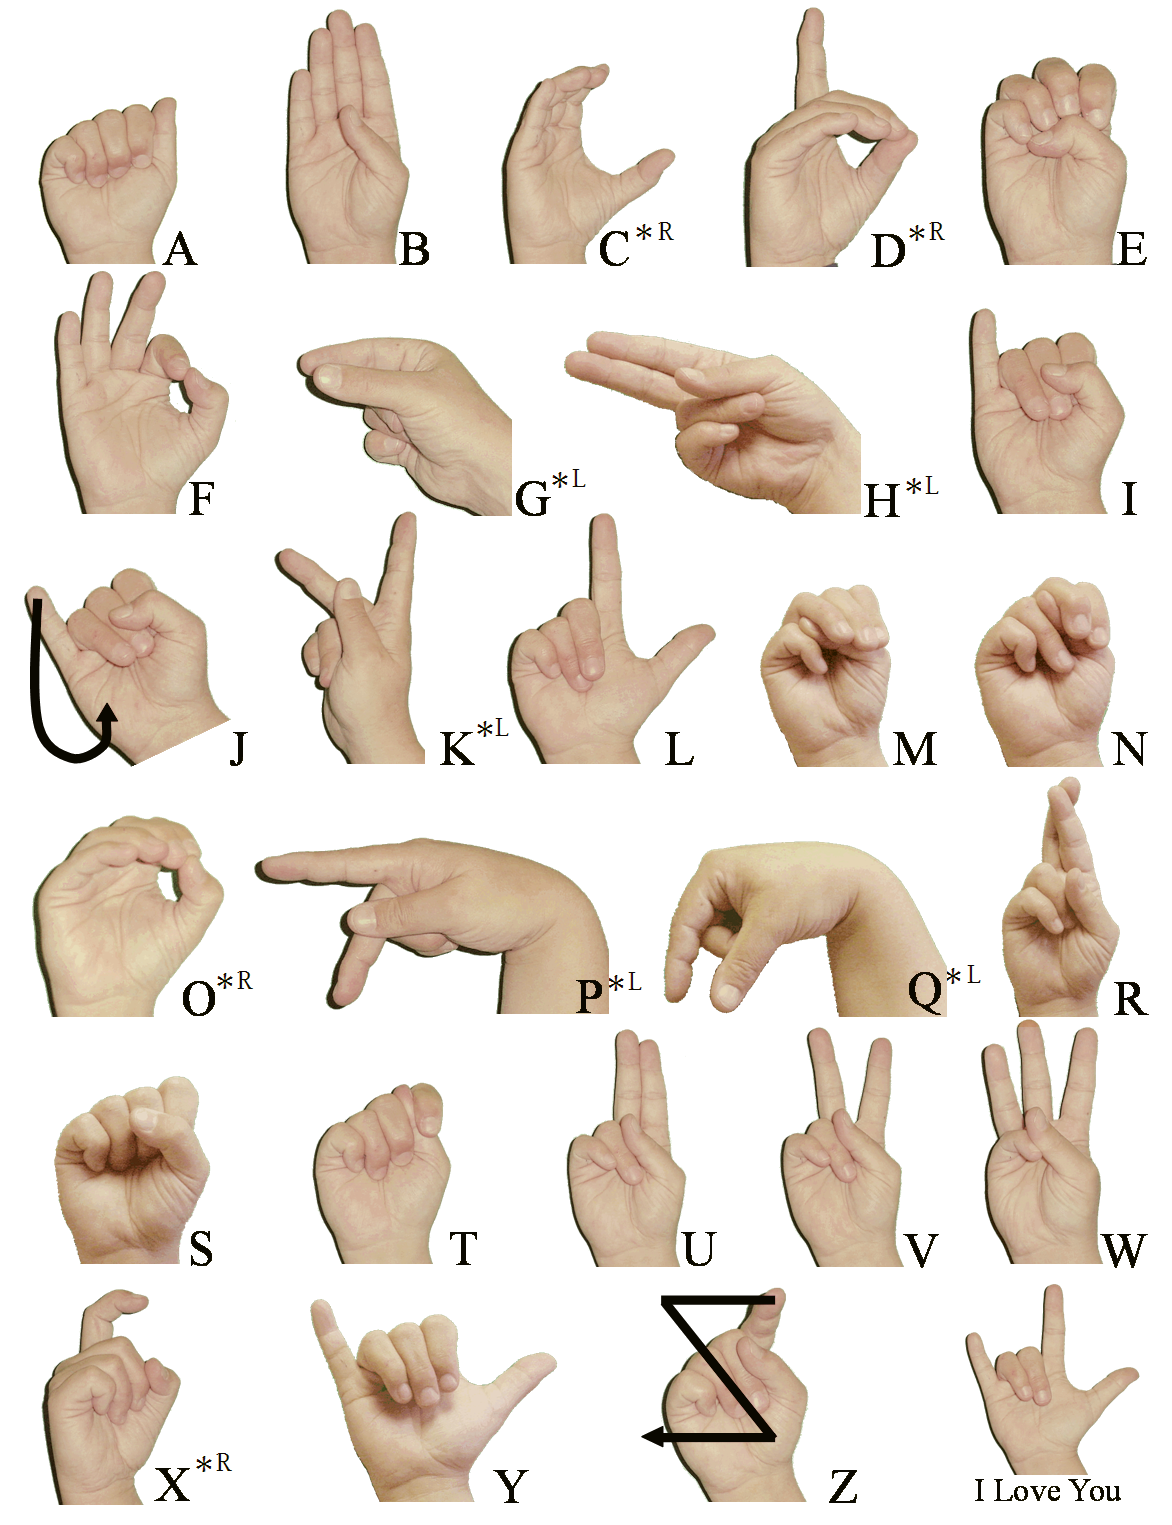 A B C*R D*R E
F G*L H*L I
J K*L L M N
O*R P*L Q*L R
S T U V W
X*R Y Z I Love You